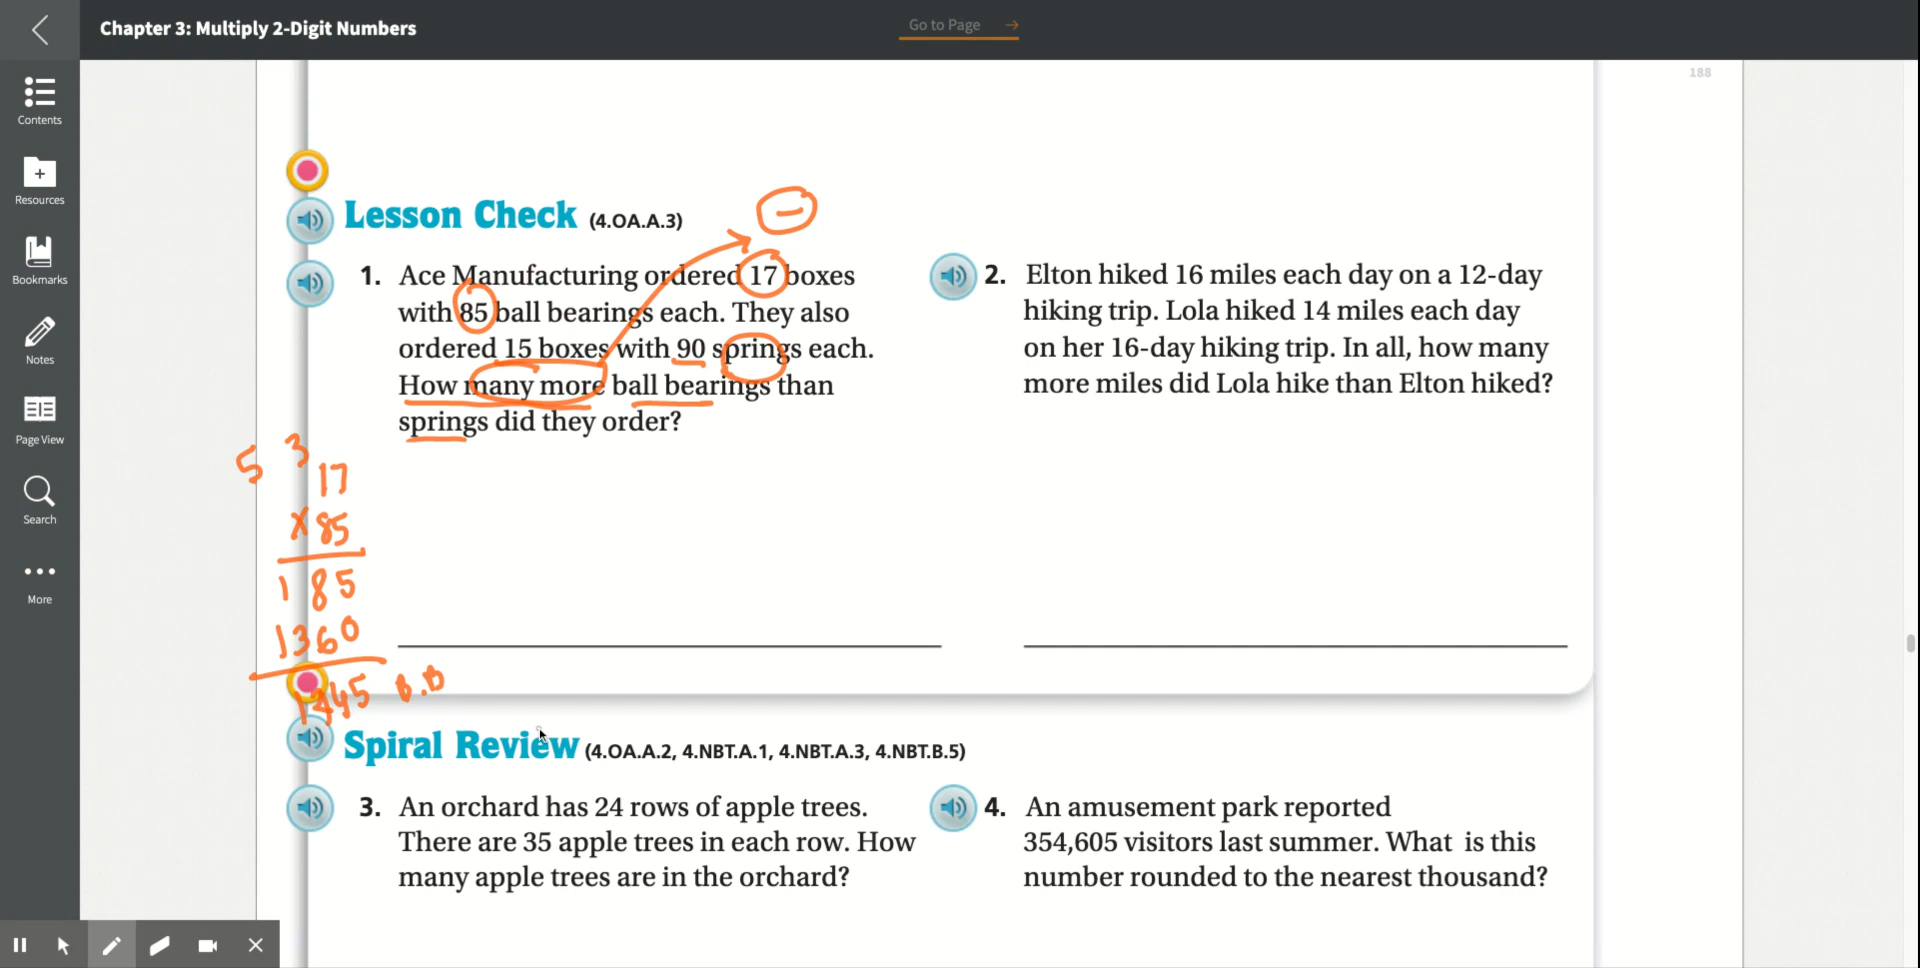 Chapter 3: Multiply 2-Digit Numbers
Go to Page →
Contents
Resources
Bookmarks
Notes
Page View
Search
More
188
Lesson Check (4.OA.A.3)
−
1. Ace Manufacturing ordered 17 boxes
with 85 ball bearings each. They also
ordered 15 boxes with 90 springs each.
How many more ball bearings than
springs did they order?
5 3
17
X 85
185
1360
1445 B.B
2. Elton hiked 16 miles each day on a 12-day
hiking trip. Lola hiked 14 miles each day
on her 16-day hiking trip. In all, how many
more miles did Lola hike than Elton hiked?
Spiral Review (4.OA.A.2, 4.NBT.A.1, 4.NBT.A.3, 4.NBT.B.5)
3. An orchard has 24 rows of apple trees.
There are 35 apple trees in each row. How
many apple trees are in the orchard?
4. An amusement park reported
354,605 visitors last summer. What is this
number rounded to the nearest thousand?